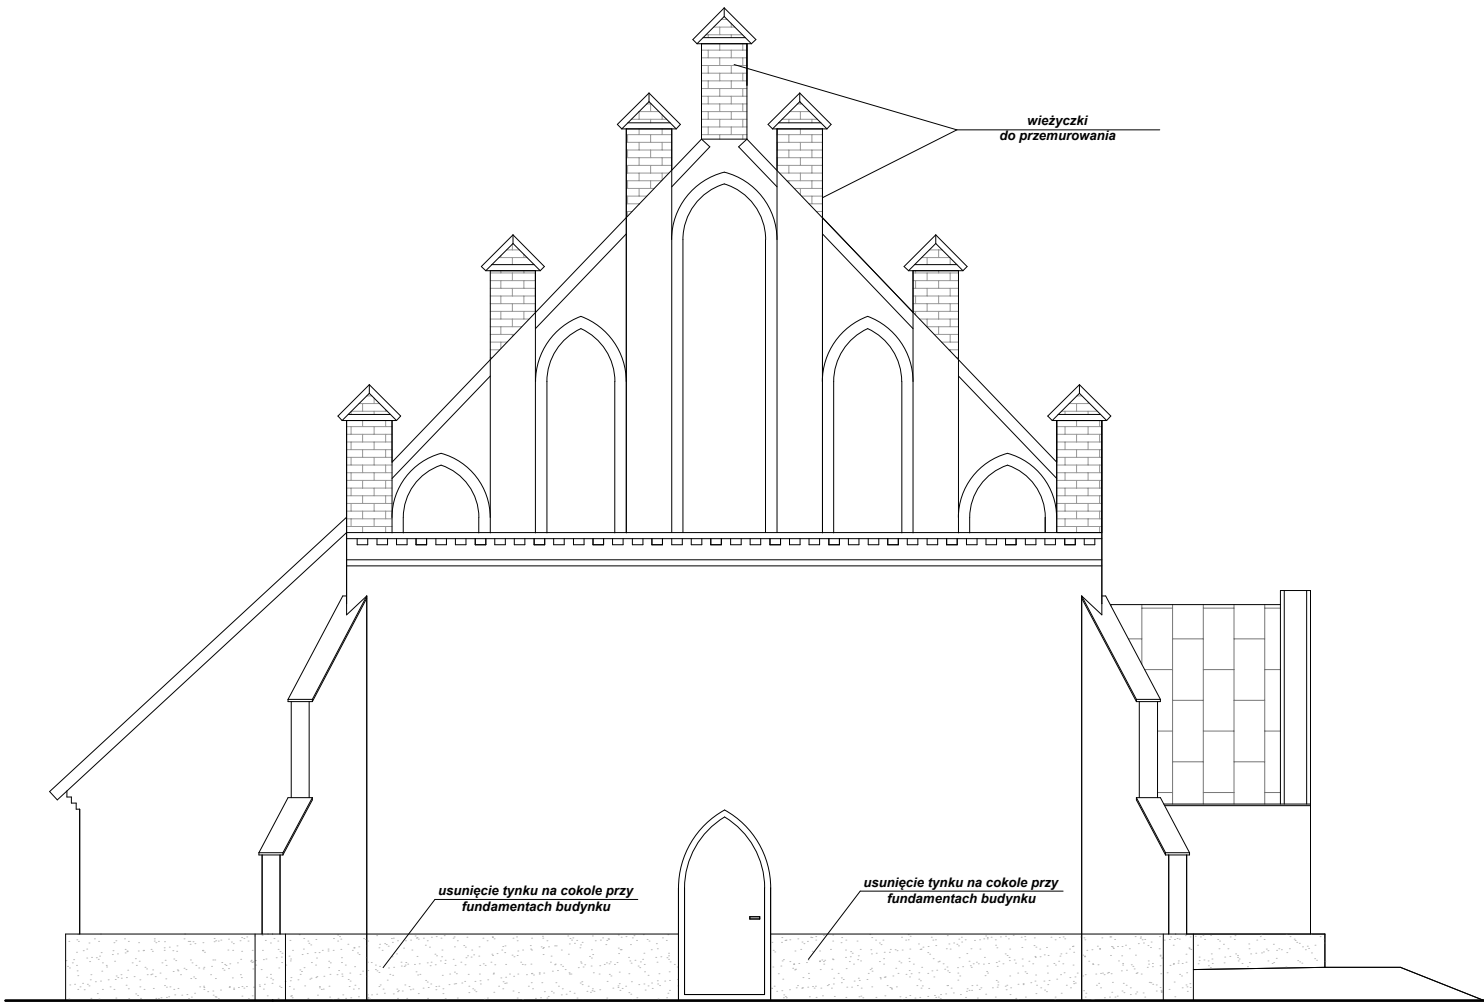 wieżyczki
do przemurowania
usunięcie tynku na cokole przy
fundamentach budynku
usunięcie tynku na cokole przy
fundamentach budynku